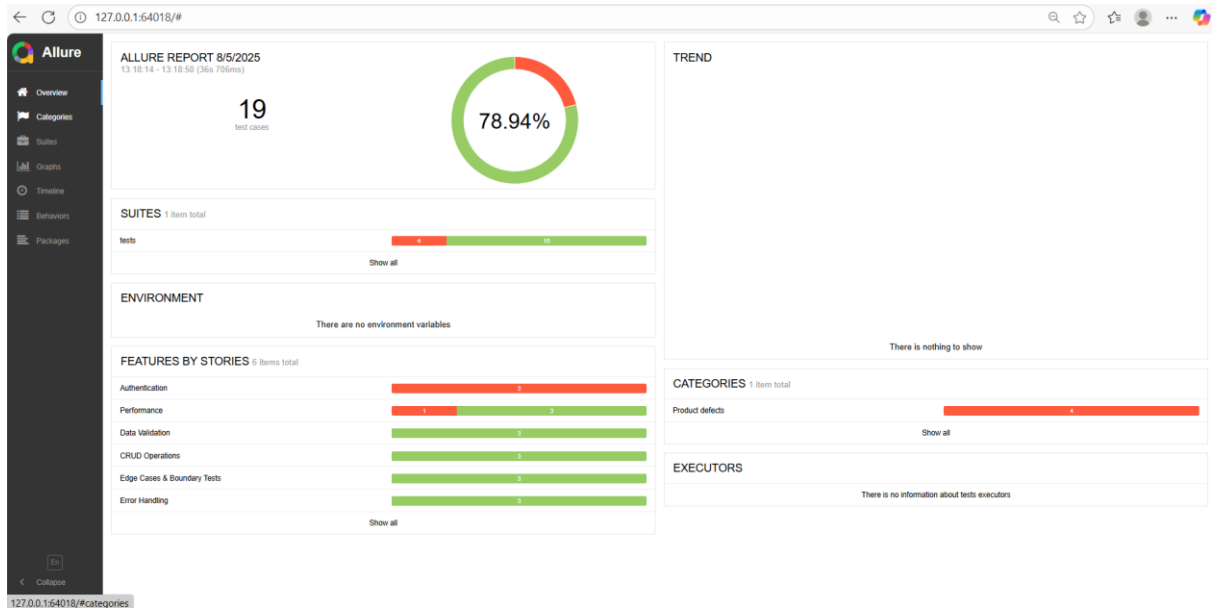 127.0.0.1:64018/#
Allure
Overview
Categories
Suites
Graphs
Timeline
Behaviors
Packages
En
Collapse
ALLURE REPORT 8/5/2025
13:18:14 - 13:18:50 (36s 706ms)
19
test cases
78.94%
SUITES 1 item total
tests 4 15
Show all
ENVIRONMENT
There are no environment variables
FEATURES BY STORIES 6 items total
Authentication 3
Performance 1 3
Data Validation 3
CRUD Operations 3
Edge Cases & Boundary Tests 3
Error Handling 3
Show all
TREND
There is nothing to show
CATEGORIES 1 item total
Product defects 4
Show all
EXECUTORS
There is no information about tests executors
127.0.0.1:64018/#categories